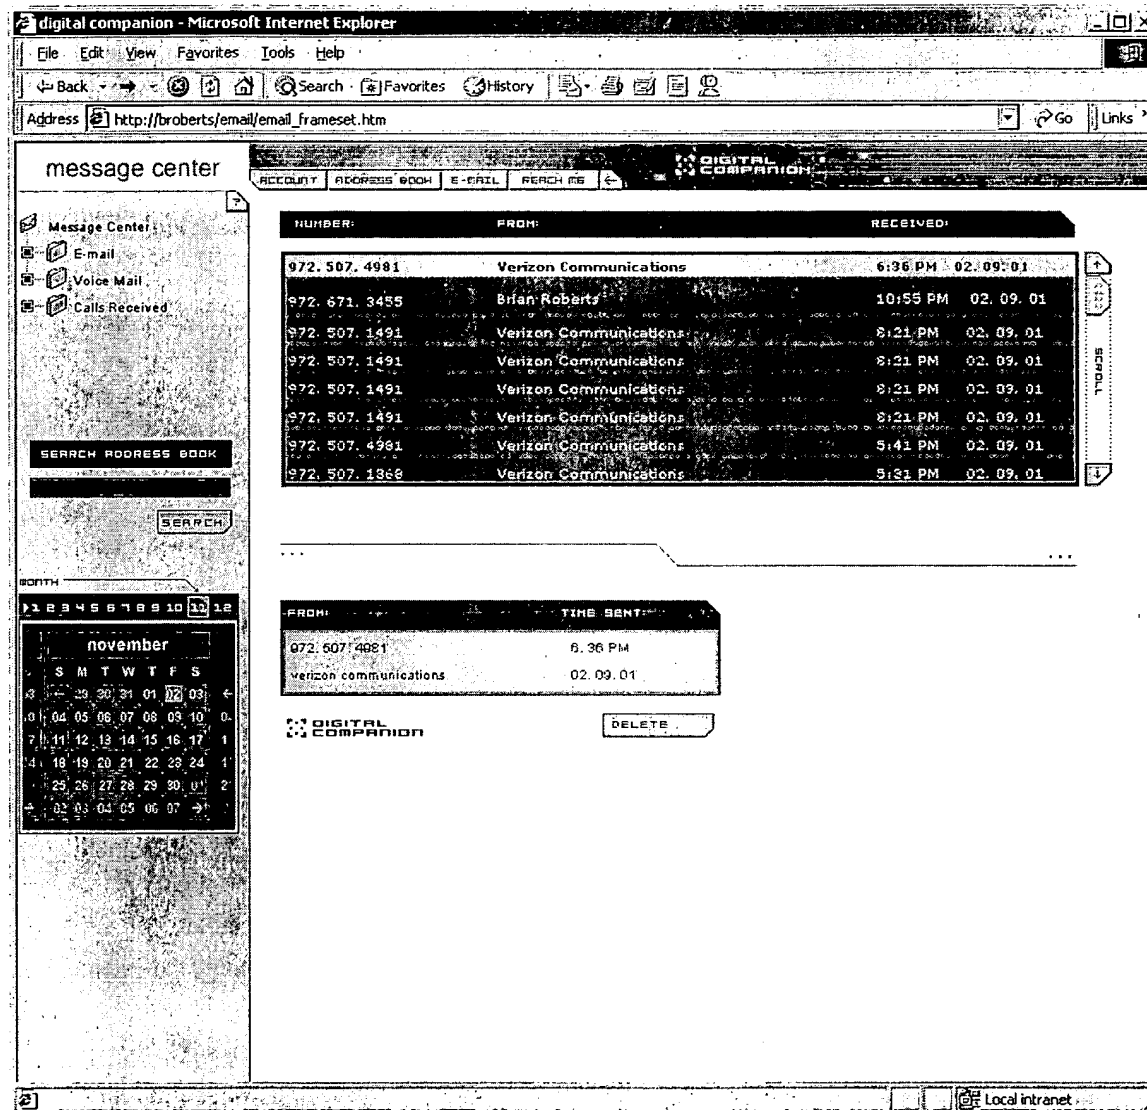 digital companion - Microsoft Internet Explorer
File Edit View Favorites Tools Help
Back Search Favorites History
Address http://broberts/email/email_frameset.htm Go Links
message center
DIGITAL COMPANION
ACCOUNT ADDRESS BOOK E-MAIL REACH ME
?
Message Center
E-mail
Voice Mail
Calls Received
NUMBER: FROM: RECEIVED:
972. 507. 4981 Verizon Communications 6:36 PM 02. 09. 01
972. 671. 3455 Brian Roberts 10:55 PM 02. 09. 01
972. 507. 1491 Verizon Communications 8:21 PM 02. 09. 01
972. 507. 1491 Verizon Communications 8:21 PM 02. 09. 01
972. 507. 1491 Verizon Communications 8:21 PM 02. 09. 01
972. 507. 1491 Verizon Communications 8:21 PM 02. 09. 01
972. 507. 4981 Verizon Communications 5:41 PM 02. 09. 01
972. 507. 1368 Verizon Communications 5:31 PM 02. 09. 01
SCROLL
SEARCH ADDRESS BOOK
SEARCH
... ...
MONTH
1 2 3 4 5 6 7 8 9 10 11 12
november
S M T W T F S
29 30 31 01 02 03
04 05 06 07 08 09 10
11 12 13 14 15 16 17
18 19 20 21 22 23 24
25 26 27 28 29 30 01
02 03 04 05 06 07
FROM: TIME SENT:
972. 507. 4981 6. 36 PM
verizon communications 02. 09. 01
DIGITAL COMPANION
DELETE
Local intranet